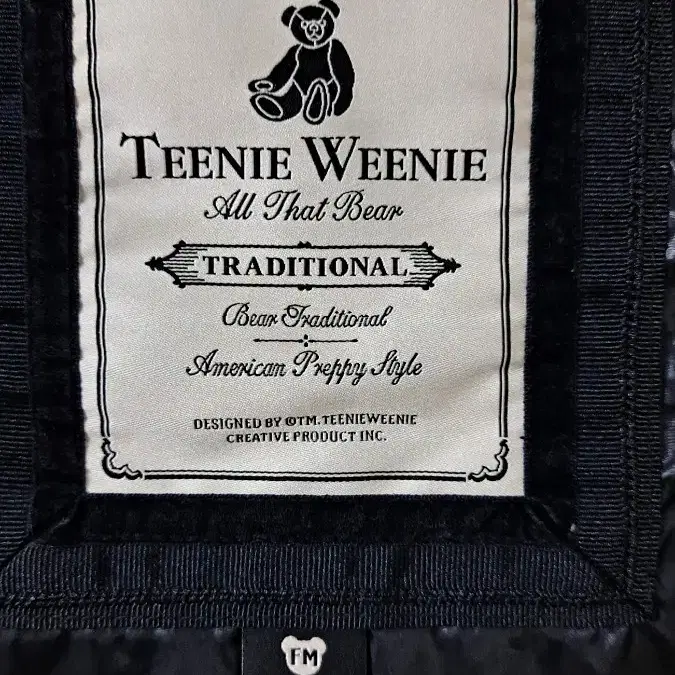 TEENIE WEENIE
All That Bear
TRADITIONAL
Bear Traditional
American Preppy Style
DESIGNED BY ©TM.TEENIEWEENIE
CREATIVE PRODUCT INC.
FM